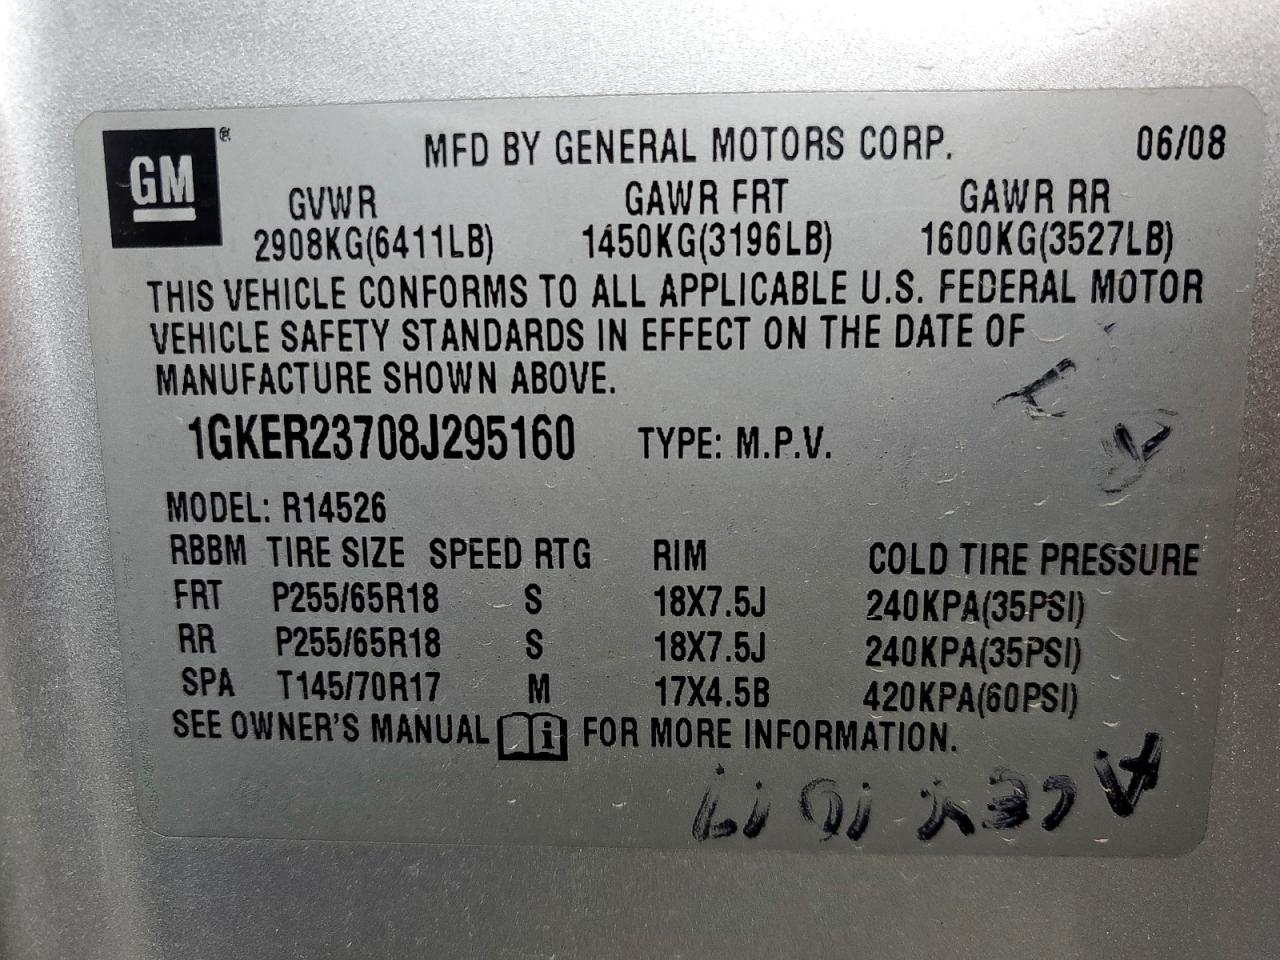 GM ®
MFD BY GENERAL MOTORS CORP. 06/08
GVWR GAWR FRT GAWR RR
2908KG(6411LB) 1450KG(3196LB) 1600KG(3527LB)
THIS VEHICLE CONFORMS TO ALL APPLICABLE U.S. FEDERAL MOTOR
VEHICLE SAFETY STANDARDS IN EFFECT ON THE DATE OF
MANUFACTURE SHOWN ABOVE.
1GKER23708J295160 TYPE: M.P.V.
MODEL: R14526
RBBM TIRE SIZE SPEED RTG RIM COLD TIRE PRESSURE
FRT P255/65R18 S 18X7.5J 240KPA(35PSI)
RR P255/65R18 S 18X7.5J 240KPA(35PSI)
SPA T145/70R17 M 17X4.5B 420KPA(60PSI)
SEE OWNER'S MANUAL i FOR MORE INFORMATION.